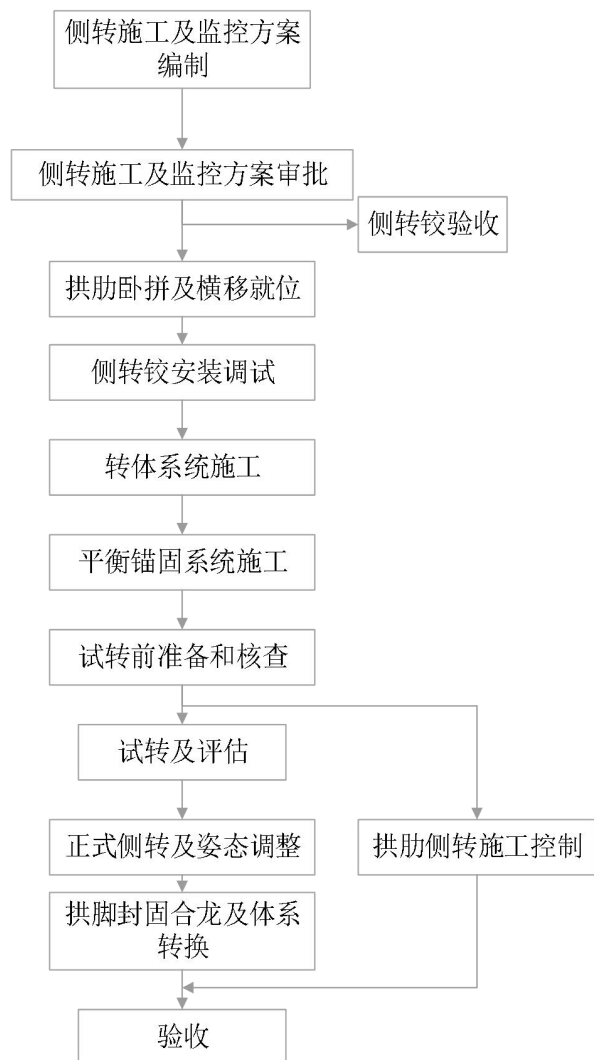 侧转施工及监控方案
编制
侧转施工及监控方案审批
侧转铰验收
拱肋卧拼及横移就位
侧转铰安装调试
转体系统施工
平衡锚固系统施工
试转前准备和核查
试转及评估
正式侧转及姿态调整
拱肋侧转施工控制
拱脚封固合龙及体系
转换
验收